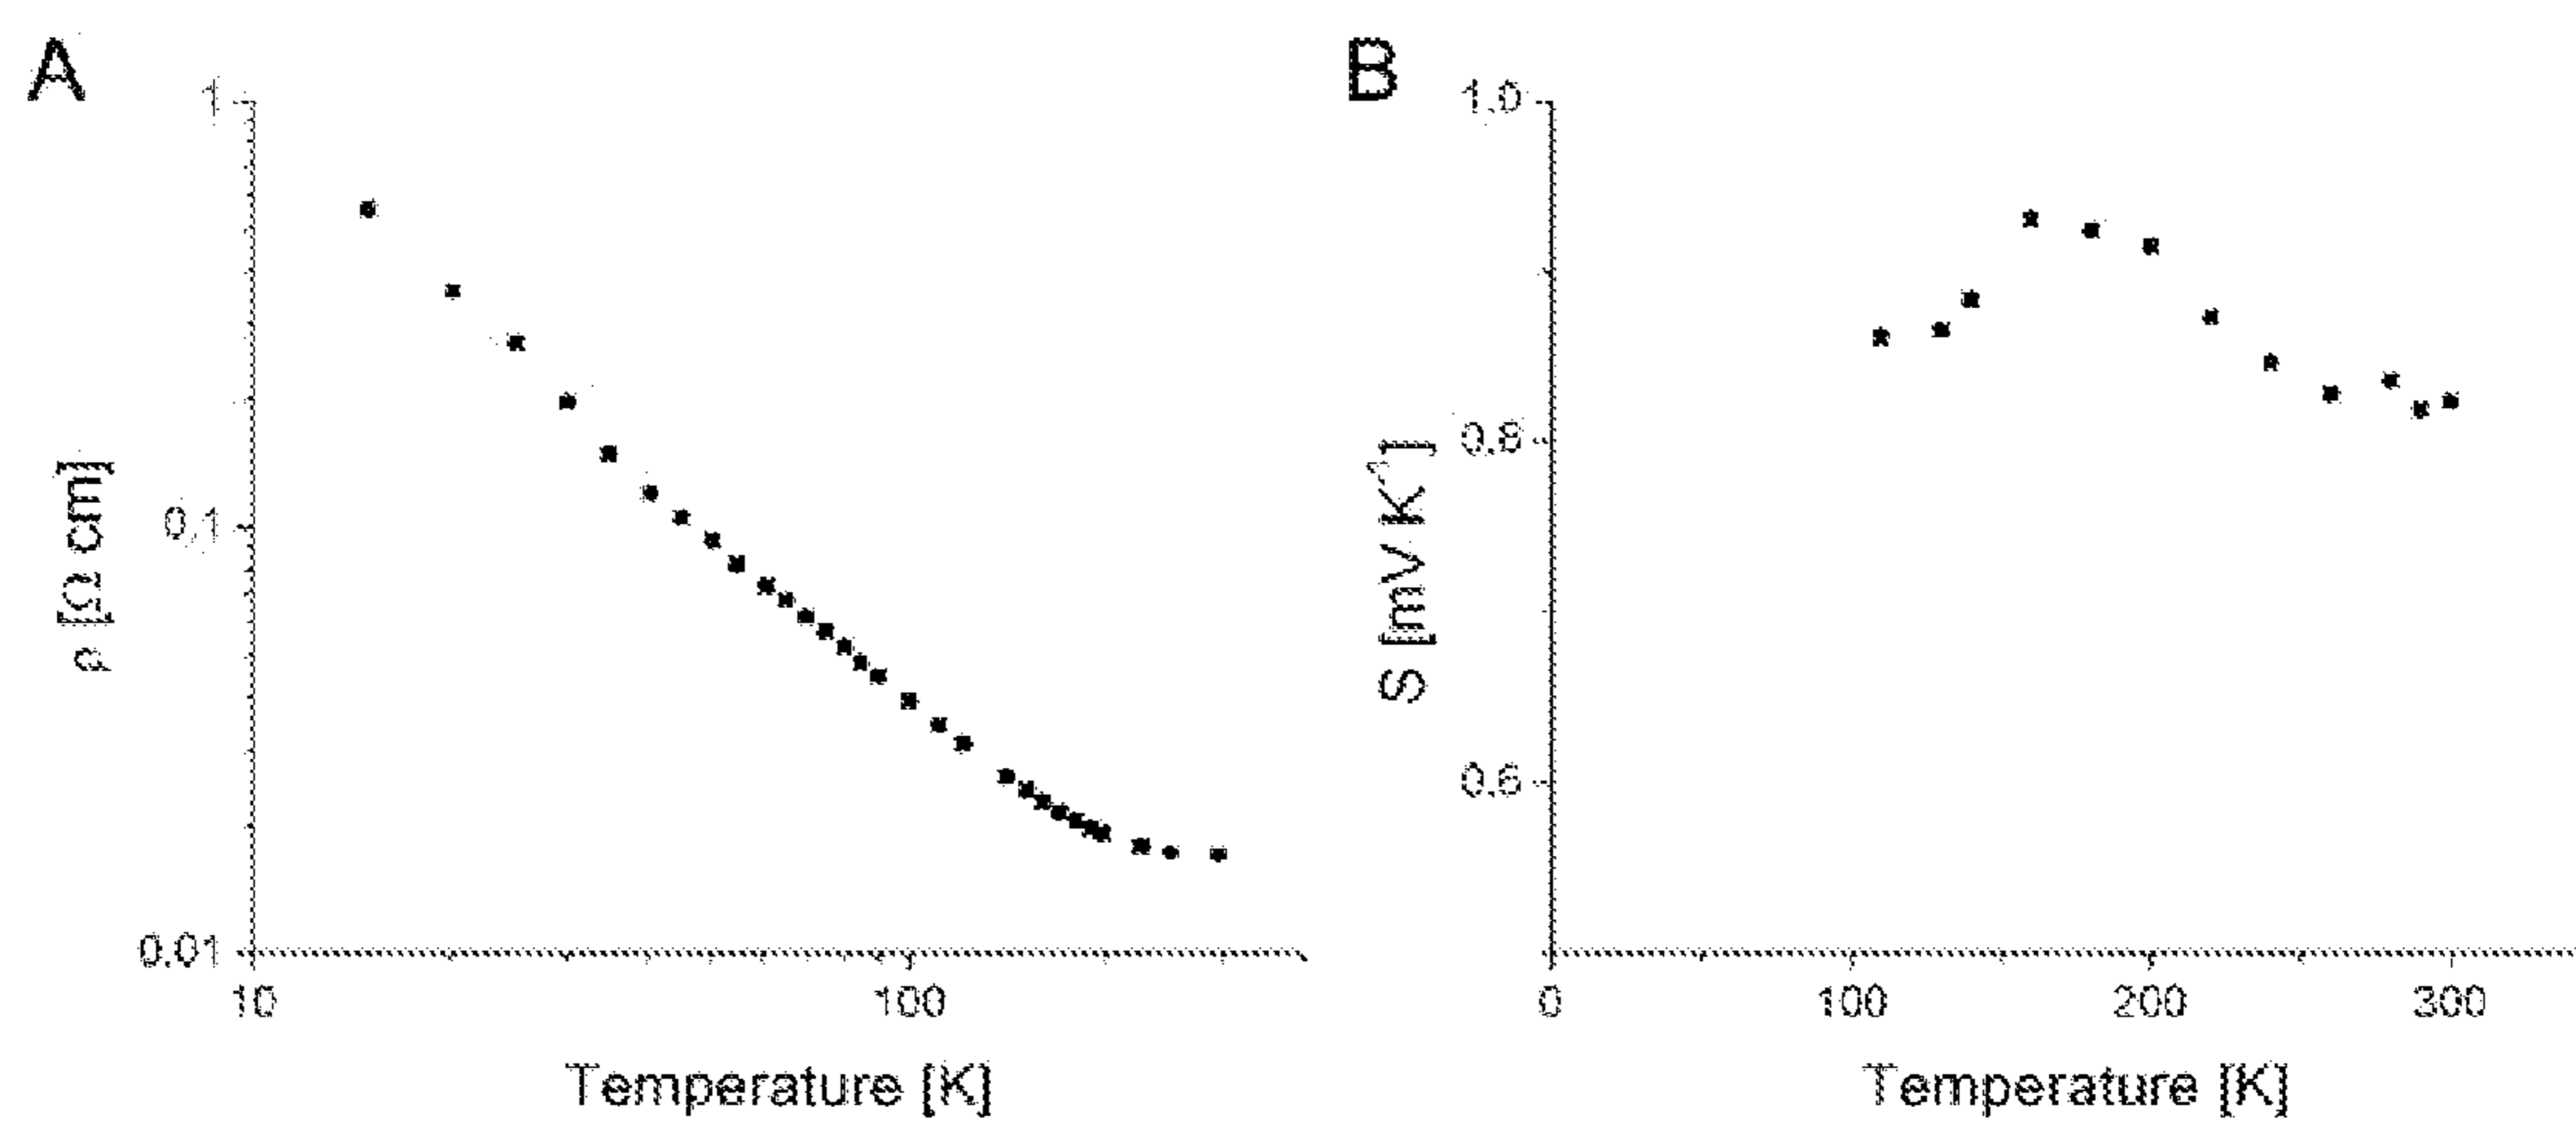 A
1
0,1
0.01
ρ [Ω cm]
10
100
Temperature [K]
B
1,0
0,8
0,6
S [mV K⁻¹]
0
100
200
300
Temperature [K]